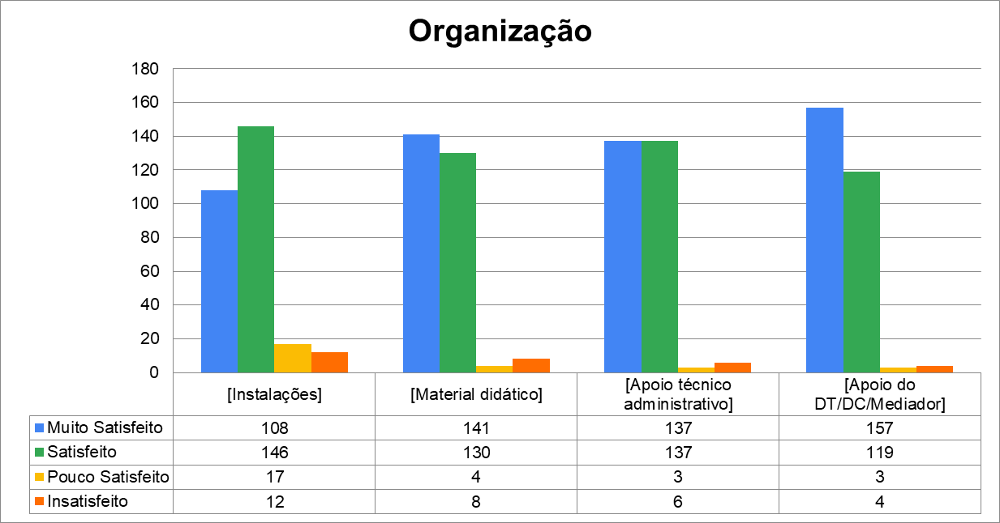 Organização
180
160
140
120
100
80
60
40
20
0
[Instalações] [Material didático] [Apoio técnico administrativo] [Apoio do DT/DC/Mediador]
Muito Satisfeito 108 141 137 157
Satisfeito 146 130 137 119
Pouco Satisfeito 17 4 3 3
Insatisfeito 12 8 6 4